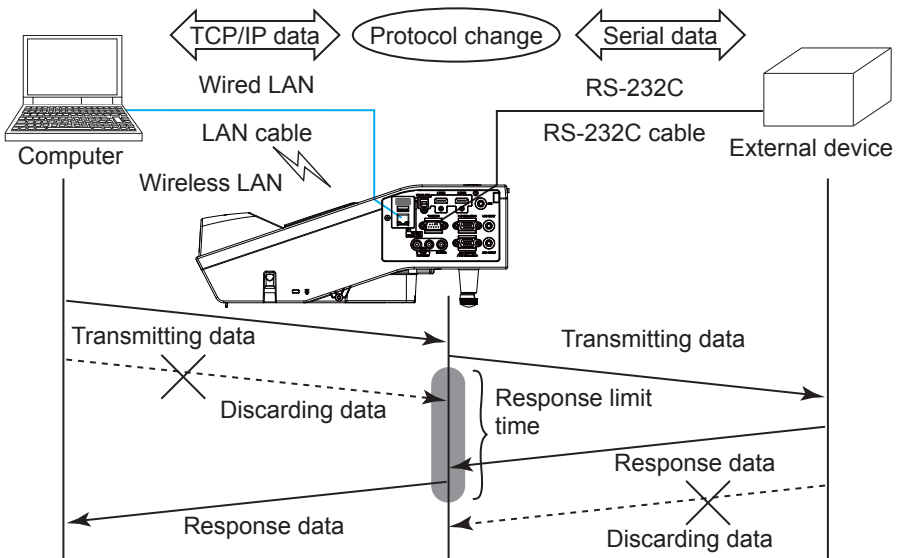 TCP/IP data
Protocol change
Serial data
Wired LAN
RS-232C
LAN cable
RS-232C cable
Computer
External device
Wireless LAN
Transmitting data
Transmitting data
Discarding data
Response limit
time
Response data
Response data
Discarding data